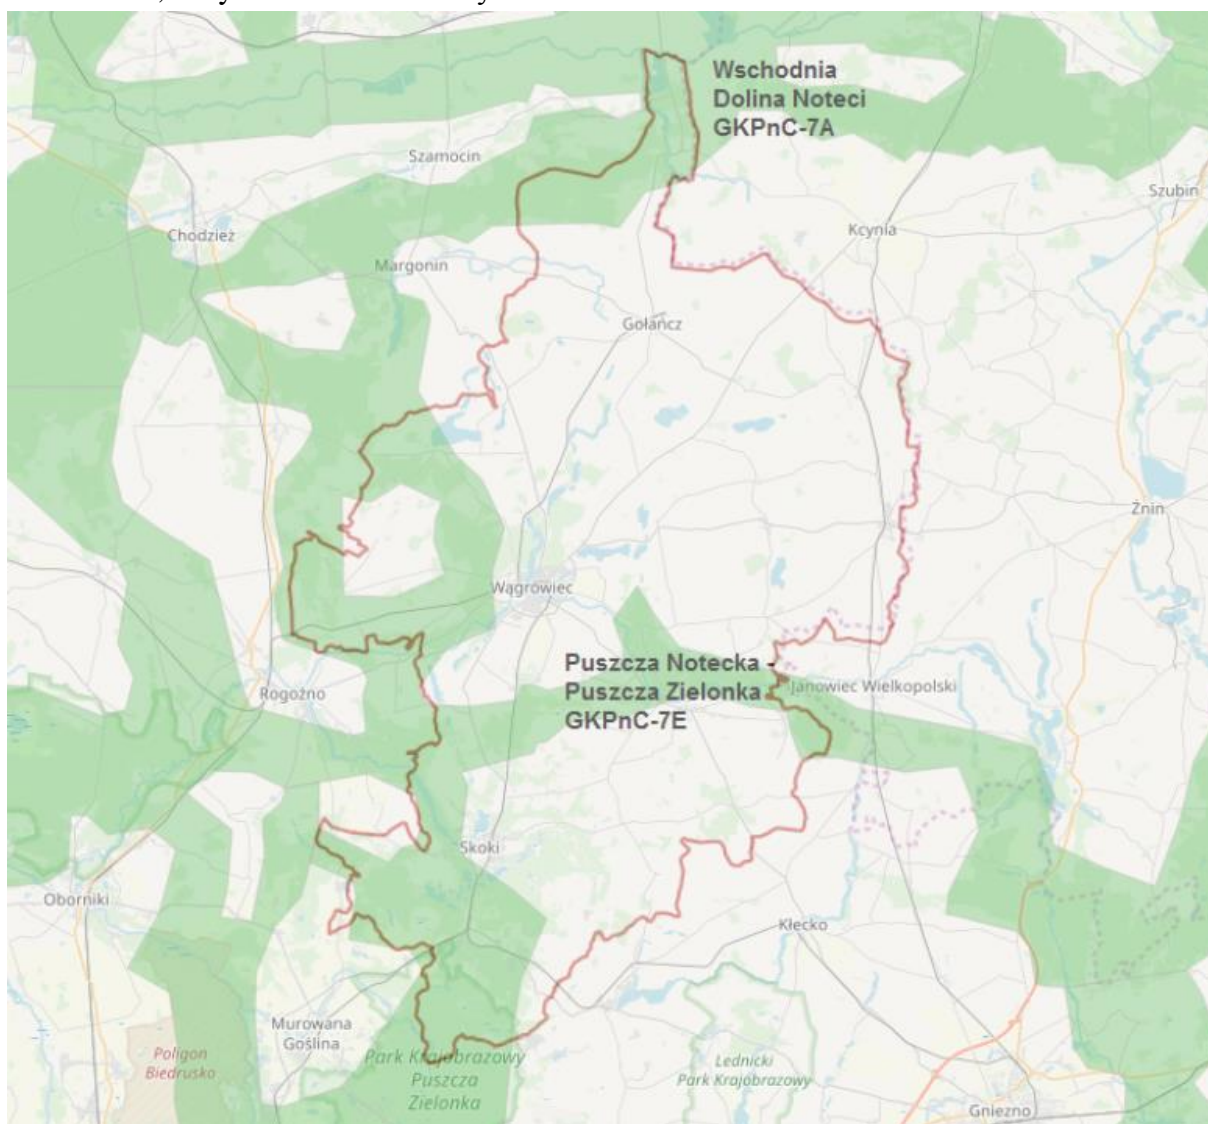 Wschodnia
Dolina Noteci
GKPnC-7A
Szamocin
Szubin
Chodzież
Kcynia
Margonin
Gołańcz
Żnin
Wągrowiec
Puszcza Notecka -
Puszcza Zielonka -
GKPnC-7E
Janowiec Wielkopolski
Rogoźno
Skoki
Oborniki
Kłecko
Murowana
Goślina
Poligon
Biedrusko
Park Krajobrazowy
Puszcza
Zielonka
Lednicki
Park Krajobrazowy
Gniezno